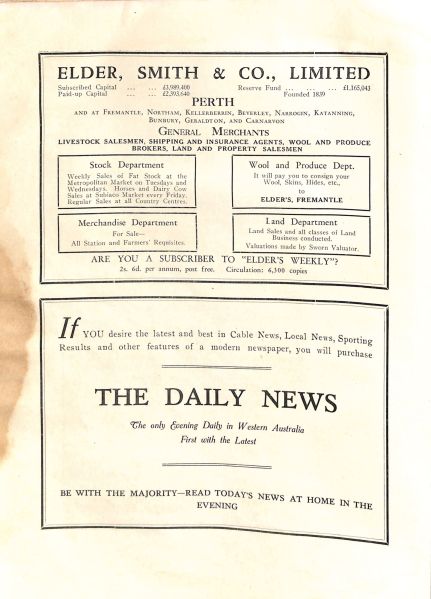 ELDER, SMITH & CO., LIMITED
Subscribed Capital ... ... £3,989,400 Reserve Fund ... ... £1,165,043
Paid-up Capital ... ... £2,393,640 Founded 1839
PERTH
AND AT FREMANTLE, NORTHAM, KELLERBERRIN, BEVERLEY, NARROGIN, KATANNING,
BUNBURY, GERALDTON, AND CARNARVON
GENERAL MERCHANTS
LIVESTOCK SALESMEN, SHIPPING AND INSURANCE AGENTS, WOOL AND PRODUCE
BROKERS, LAND AND PROPERTY SALESMEN
Stock Department
Weekly Sales of Fat Stock at the
Metropolitan Market on Tuesdays and
Wednesdays. Horses and Dairy Cow
Sales at Subiaco Market every Friday.
Regular Sales at all Country Centres.
Wool and Produce Dept.
It will pay you to consign your
Wool, Skins, Hides, etc.,
to
ELDER'S, FREMANTLE
Merchandise Department
For Sale—
All Station and Farmers' Requisites.
Land Department
Land Sales and all classes of Land
Business conducted.
Valuations made by Sworn Valuator.
ARE YOU A SUBSCRIBER TO "ELDER'S WEEKLY"?
2s. 6d. per annum, post free. Circulation: 6,300 copies
If YOU desire the latest and best in Cable News, Local News, Sporting
Results and other features of a modern newspaper, you will purchase
THE DAILY NEWS
The only Evening Daily in Western Australia
First with the Latest
BE WITH THE MAJORITY—READ TODAY'S NEWS AT HOME IN THE
EVENING